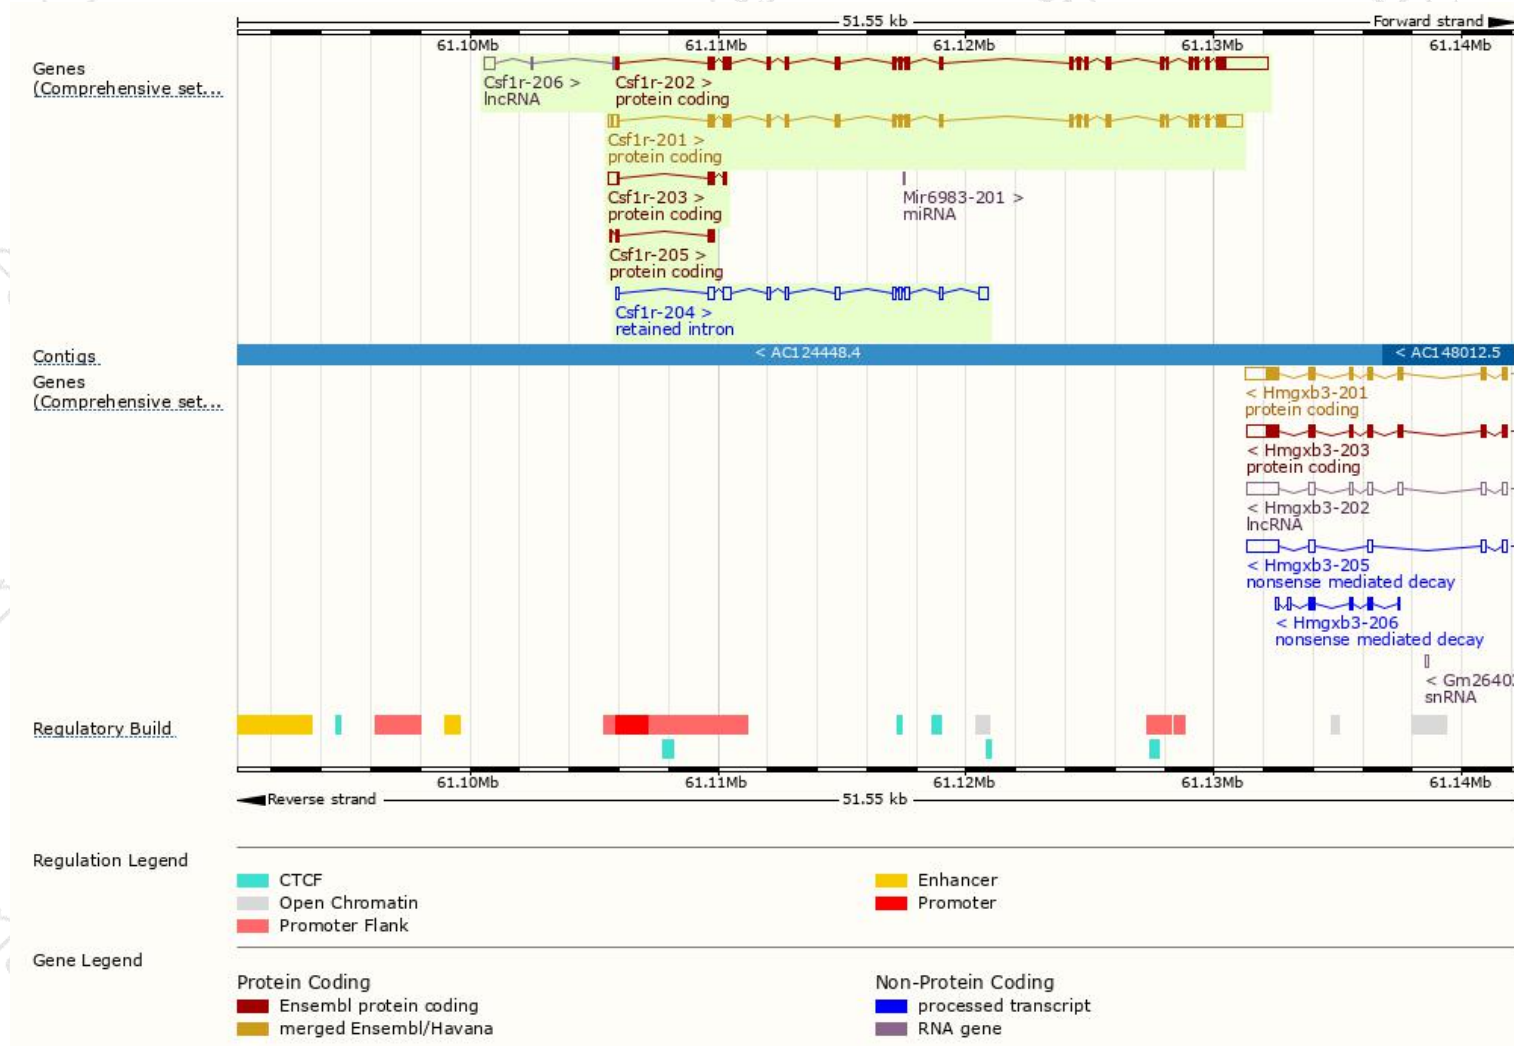 51.55 kb Forward strand
61.10Mb 61.11Mb 61.12Mb 61.13Mb 61.14Mb
Genes
(Comprehensive set...
Csf1r-206 >
lncRNA
Csf1r-202 >
protein coding
Csf1r-201 >
protein coding
Csf1r-203 >
protein coding
Mir6983-201 >
miRNA
Csf1r-205 >
protein coding
Csf1r-204 >
retained intron
Contigs
< AC124448.4
< AC148012.5
Genes
(Comprehensive set...
< Hmgxb3-201
protein coding
< Hmgxb3-203
protein coding
< Hmgxb3-202
lncRNA
< Hmgxb3-205
nonsense mediated decay
< Hmgxb3-206
nonsense mediated decay
< Gm26403
snRNA
Regulatory Build
61.10Mb 61.11Mb 61.12Mb 61.13Mb 61.14Mb
Reverse strand 51.55 kb
Regulation Legend
CTCF
Open Chromatin
Promoter Flank
Enhancer
Promoter
Gene Legend
Protein Coding
Ensembl protein coding
merged Ensembl/Havana
Non-Protein Coding
processed transcript
RNA gene